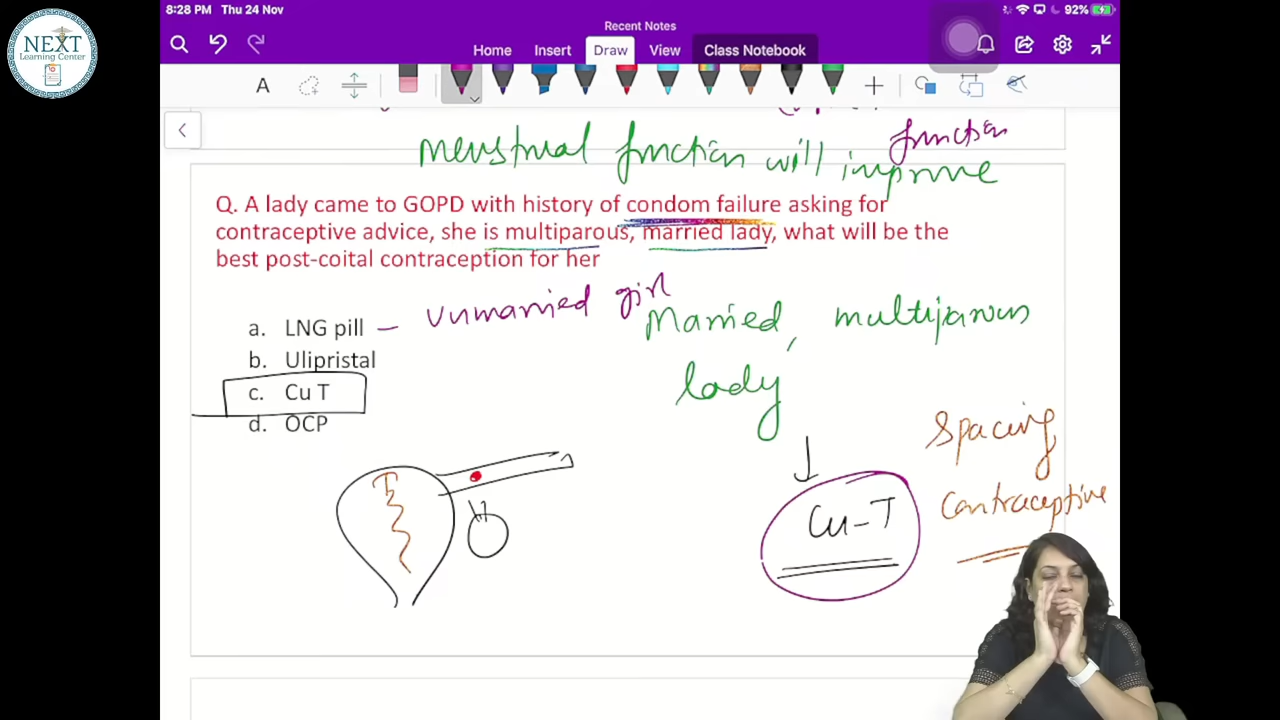 8:28 PM Thu 24 Nov
92%
Recent Notes
NEXT
Learning Center
Home Insert Draw View Class Notebook
A
function
menstrual function will improve
Q. A lady came to GOPD with history of condom failure asking for
contraceptive advice, she is multiparous, married lady, what will be the
best post-coital contraception for her
a. LNG pill – unmarried girl
Married, multiparous
lady
b. Ulipristal
c. Cu T
d. OCP
Spacing
Contraceptive
Cu-T